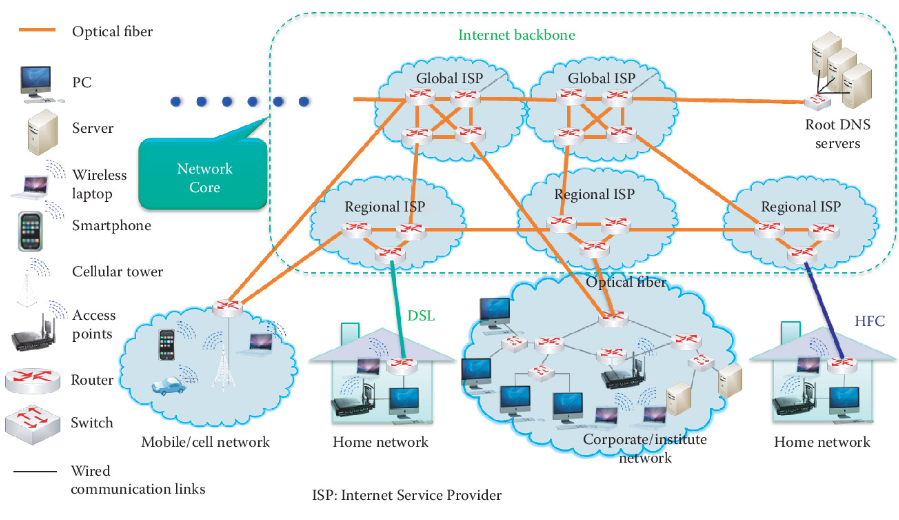 Optical fiber
PC
Server
Wireless
laptop
Smartphone
Cellular tower
Access
points
Router
Switch
Wired
communication links
Internet backbone
Global ISP
Global ISP
Root DNS
servers
Network
Core
Regional ISP
Regional ISP
Regional ISP
Optical fiber
DSL
HFC
Mobile/cell network
Home network
Corporate/institute
network
Home network
ISP: Internet Service Provider